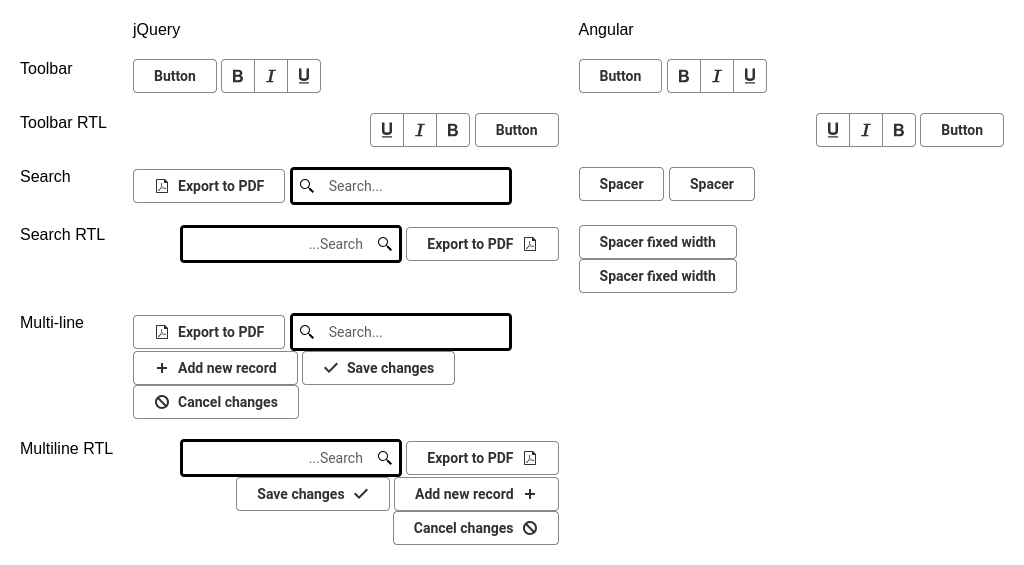 jQuery Angular
Toolbar Button B I U Button B I U
Toolbar RTL U I B Button U I B Button
Search Export to PDF Search... Spacer Spacer
Search RTL ...Search Export to PDF Spacer fixed width
Spacer fixed width
Multi-line Export to PDF Search...
Add new record Save changes
Cancel changes
Multiline RTL ...Search Export to PDF
Save changes Add new record
Cancel changes